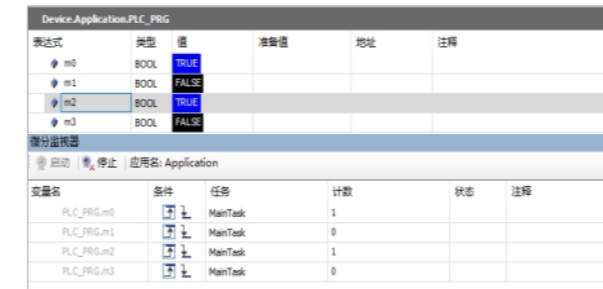 Device.Application.PLC_PRG
表达式 类型 值 准备值 地址 注释
m0 BOOL TRUE
m1 BOOL FALSE
m2 BOOL TRUE
m3 BOOL FALSE
微分监视器
启动 停止 应用名: Application
变量名 条件 任务 计数 状态 注释
PLC_PRG.m0 MainTask 1
PLC_PRG.m1 MainTask 0
PLC_PRG.m2 MainTask 1
PLC_PRG.m3 MainTask 0